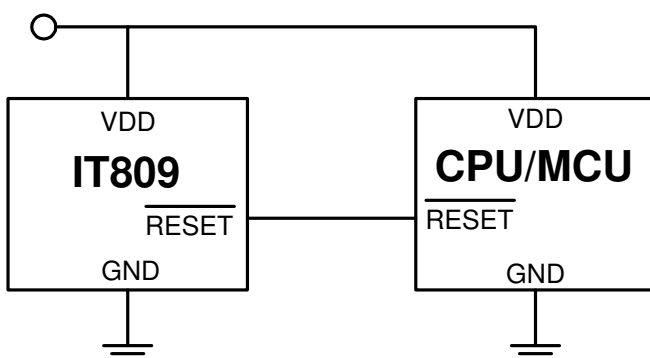 VDD
IT809
RESET
GND
VDD
CPU/MCU
RESET
GND